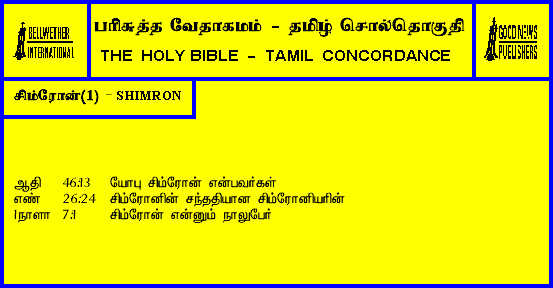 BELLWETHER
INTERNATIONAL
பரிசுத்த வேதாகமம் - தமிழ் சொல்தொகுதி
THE HOLY BIBLE - TAMIL CONCORDANCE
GOOD NEWS
PUBLISHERS
சிம்ரோன்(1) - SHIMRON
ஆதி 46:13 யோபு சிம்ரோன் என்பவர்கள்
எண் 26:24 சிம்ரோனின் சந்ததியான சிம்ரோனியரின்
1நாளா 7:1 சிம்ரோன் என்னும் நாலுபேர்